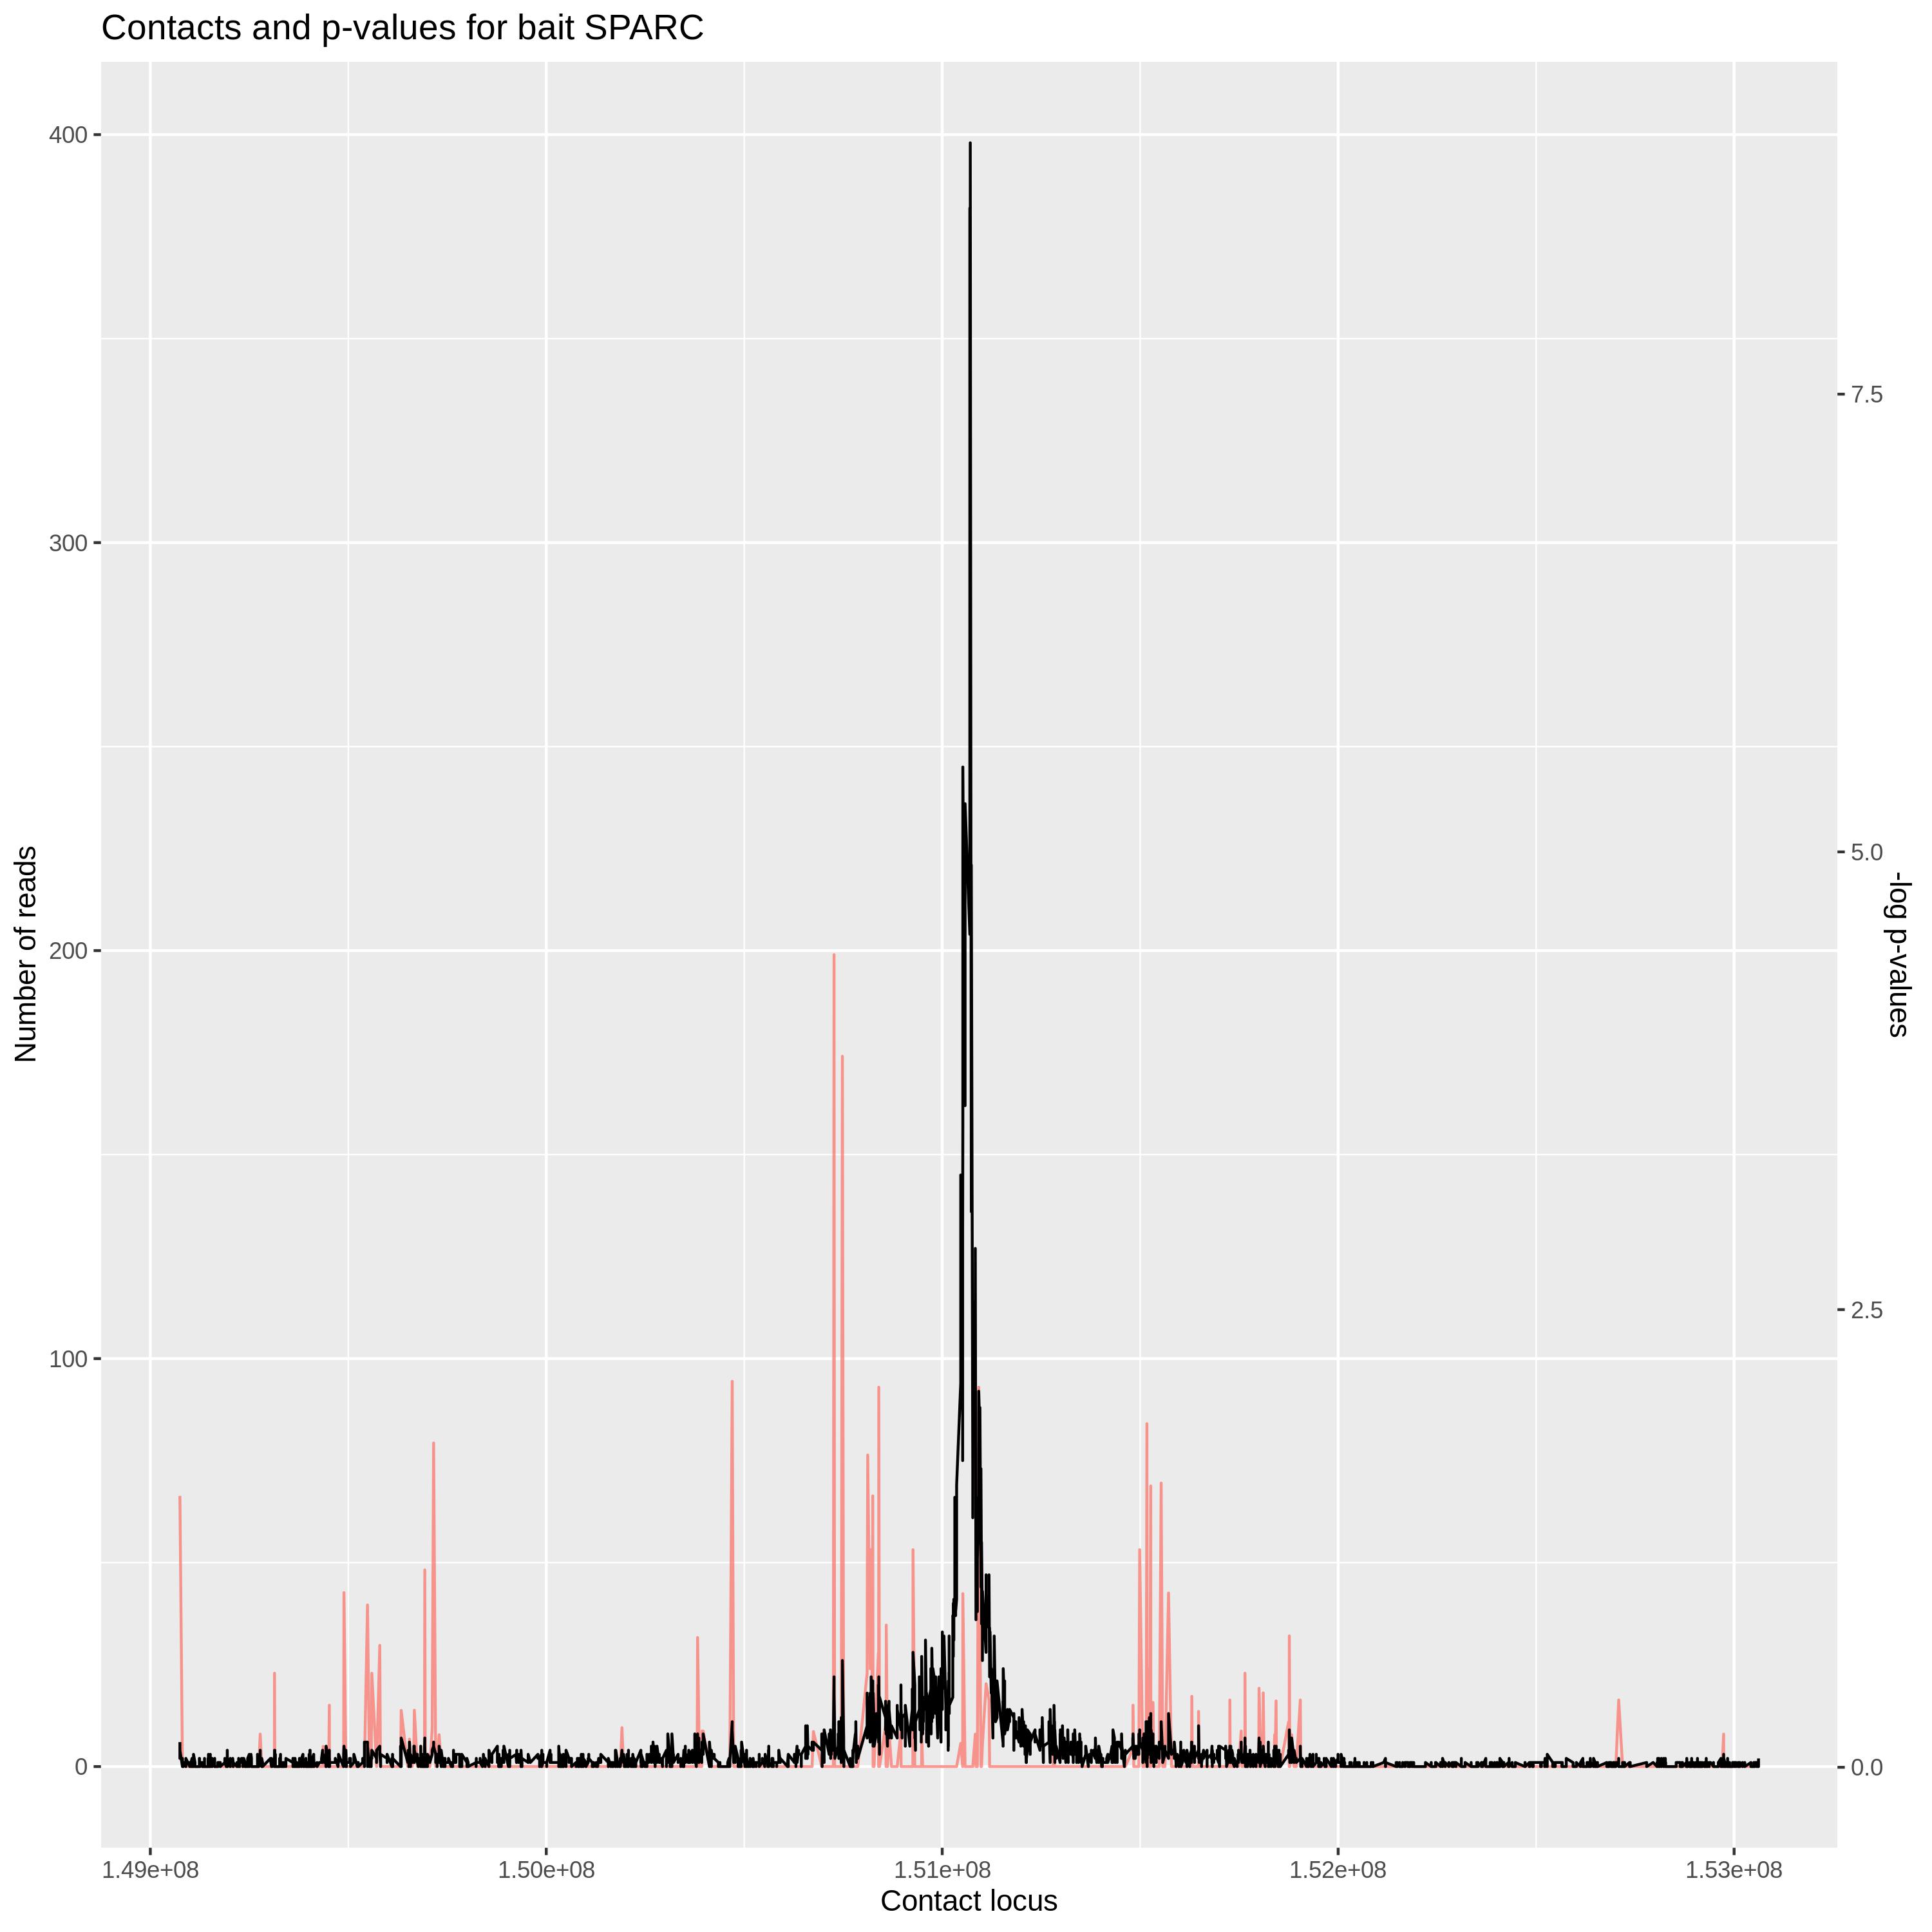 Contacts and p-values for bait SPARC
400
300
200
100
0
Number of reads
7.5
5.0
2.5
0.0
-log p-values
1.49e+08
1.50e+08
1.51e+08
1.52e+08
1.53e+08
Contact locus